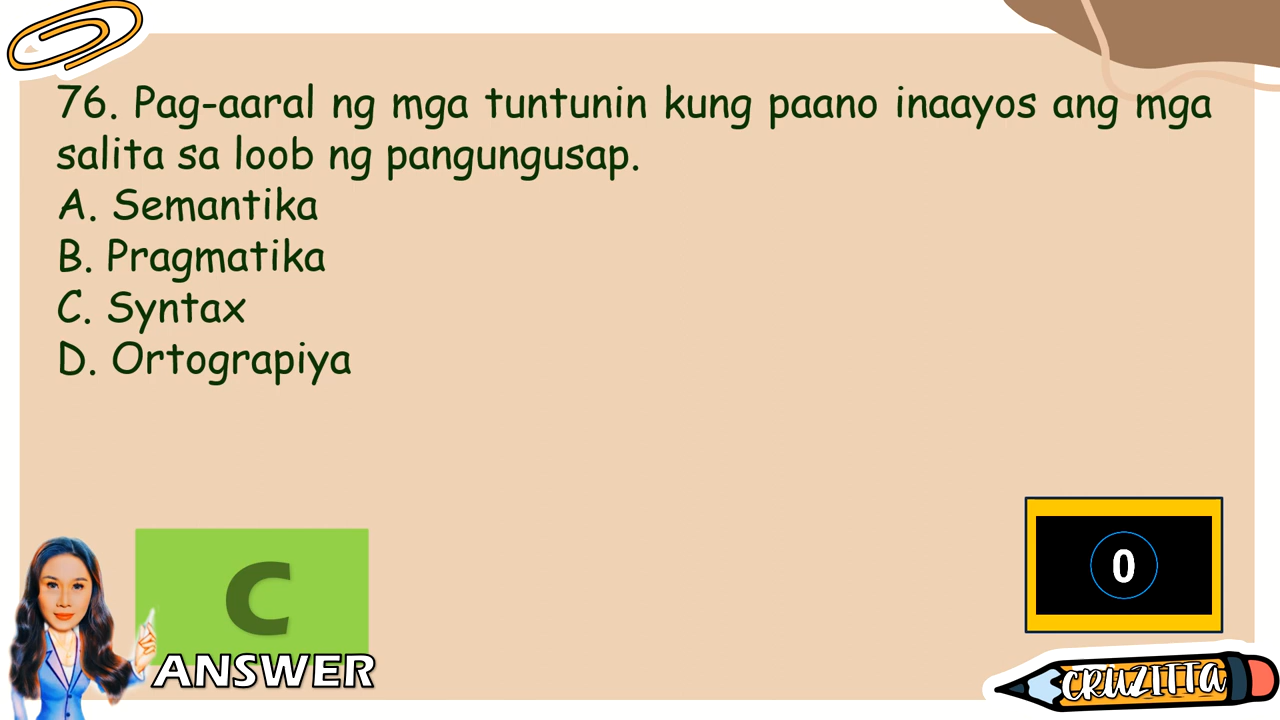 76. Pag-aaral ng mga tuntunin kung paano inaayos ang mga
salita sa loob ng pangungusap.
A. Semantika
B. Pragmatika
C. Syntax
D. Ortograpiya
C
ANSWER
0
CRUZITTA